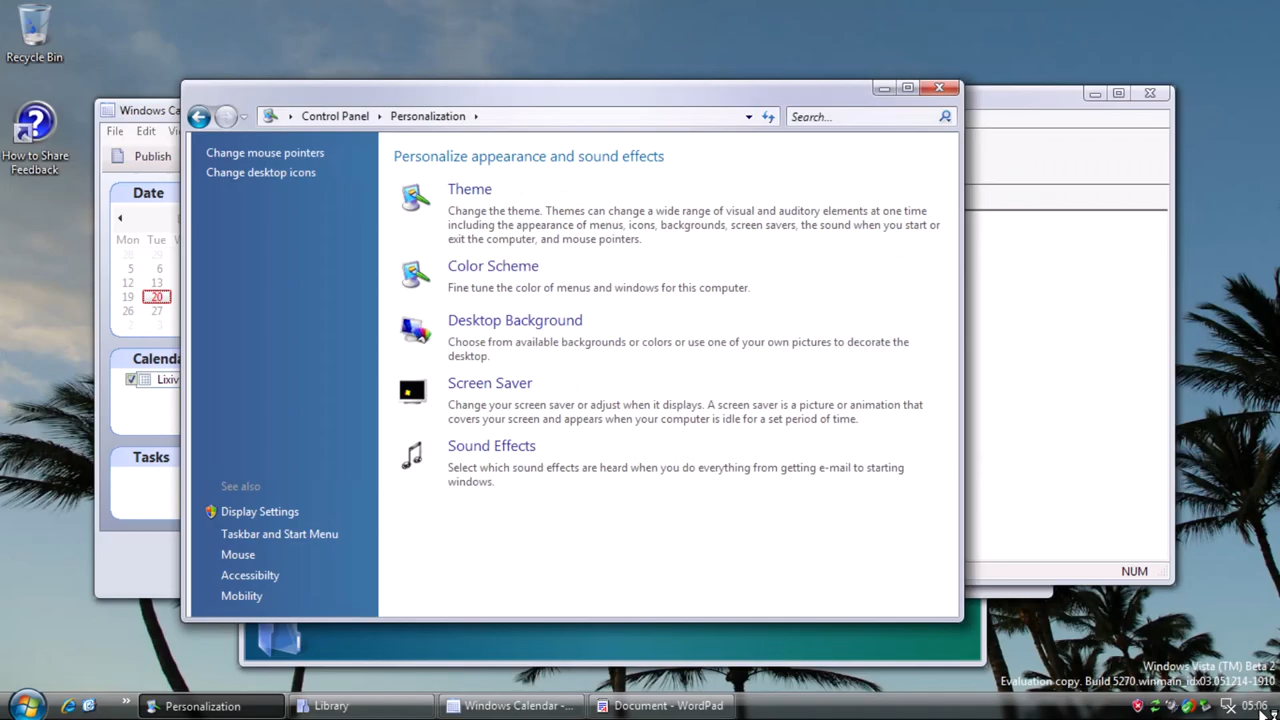 Recycle Bin
How to Share
Feedback
Windows Ca
File Edit Vi
Publish
Date
Mon Tue W
28 29
5 6
12 13
19 20
26 27
2 3
Calenda
Lixiv
Tasks
Control Panel Personalization
Search...
Change mouse pointers
Change desktop icons
See also
Display Settings
Taskbar and Start Menu
Mouse
Accessibilty
Mobility
Personalize appearance and sound effects
Theme
Change the theme. Themes can change a wide range of visual and auditory elements at one time
including the appearance of menus, icons, backgrounds, screen savers, the sound when you start or
exit the computer, and mouse pointers.
Color Scheme
Fine tune the color of menus and windows for this computer.
Desktop Background
Choose from available backgrounds or colors or use one of your own pictures to decorate the
desktop.
Screen Saver
Change your screen saver or adjust when it displays. A screen saver is a picture or animation that
covers your screen and appears when your computer is idle for a set period of time.
Sound Effects
Select which sound effects are heard when you do everything from getting e-mail to starting
windows.
NUM
Windows Vista (TM) Beta 2
Evaluation copy. Build 5270.winmain_idx03.051214-1910
Personalization
Library
Windows Calendar -...
Document - WordPad
05:06